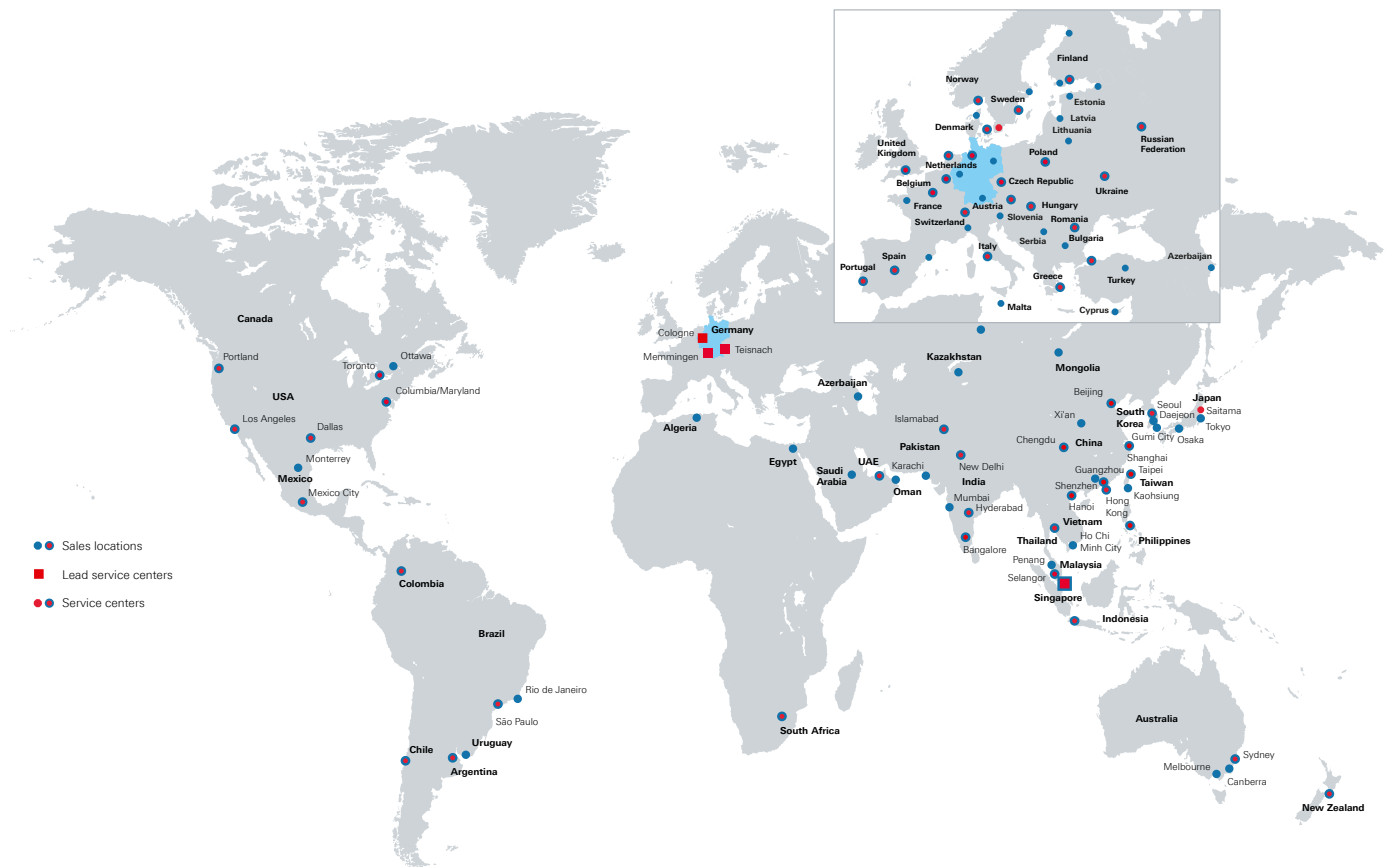 Finland
Norway
Sweden
Estonia
Latvia
Lithuania
Denmark
Russian
Federation
United
Kingdom
Poland
Netherlands
Belgium
Czech Republic
Ukraine
France
Austria
Hungary
Slovenia
Switzerland
Romania
Serbia
Bulgaria
Italy
Spain
Portugal
Azerbaijan
Greece
Turkey
Malta
Cyprus
Canada
Portland
Ottawa
Toronto
USA
Columbia/Maryland
Los Angeles
Dallas
Monterrey
Mexico
Mexico City
Cologne
Germany
Memmingen
Teisnach
Kazakhstan
Mongolia
Azerbaijan
Beijing
Japan
Seoul
Saitama
South
Korea
Daejeon
Tokyo
Xi'an
Islamabad
Algeria
Gumi City
Osaka
Chengdu
China
Pakistan
Shanghai
Egypt
UAE
Karachi
New Delhi
Saudi
Arabia
Guangzhou
Taipei
India
Oman
Shenzhen
Taiwan
Kaohsiung
Mumbai
Hyderabad
Hanoi
Hong
Kong
Vietnam
Thailand
Ho Chi
Minh City
Philippines
Bangalore
Penang
Malaysia
Selangor
Singapore
Indonesia
Sales locations
Lead service centers
Service centers
Colombia
Brazil
Rio de Janeiro
São Paulo
Uruguay
Chile
Argentina
South Africa
Australia
Sydney
Melbourne
Canberra
New Zealand